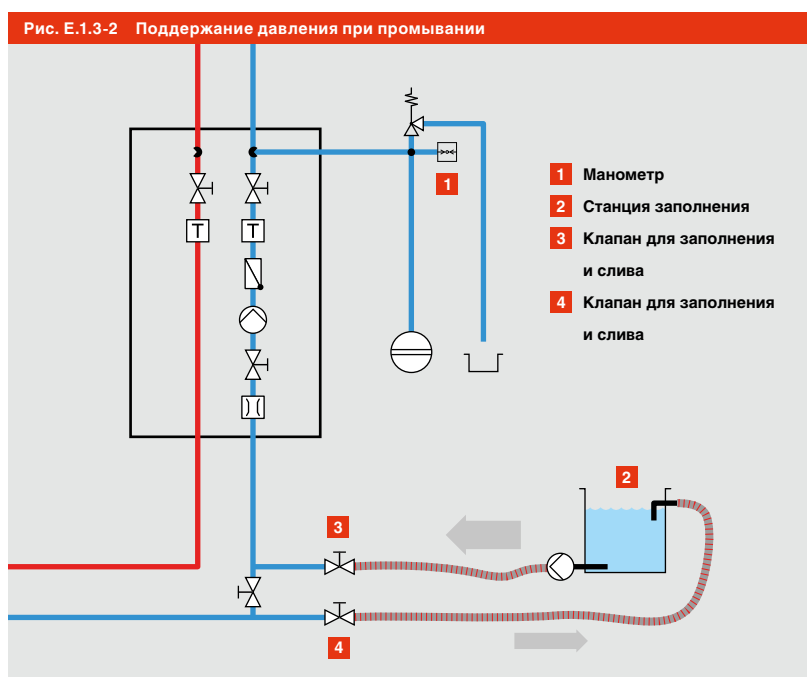 Рис. E.1.3-2 Поддержание давления при промывании
T
T
1
1 Манометр
2 Станция заполнения
3 Клапан для заполнения
и слива
4 Клапан для заполнения
и слива
2
3
4